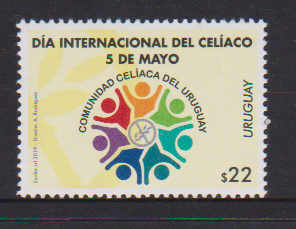 DÍA INTERNACIONAL DEL CELÍACO
5 DE MAYO
COMUNIDAD CELÍACA DEL URUGUAY
URUGUAY
$22